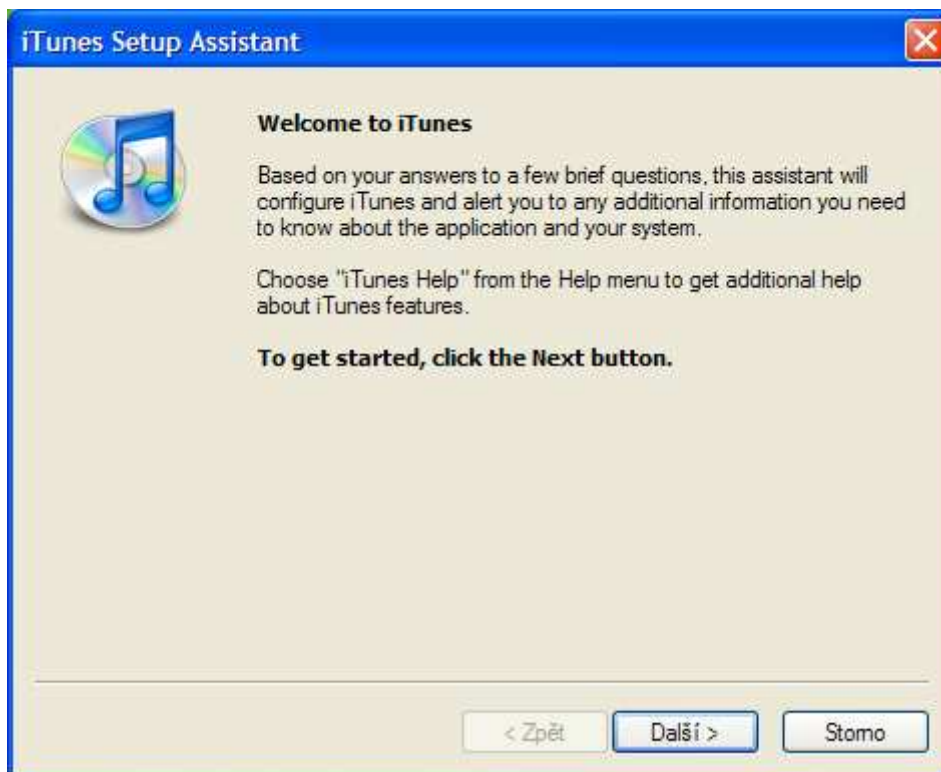 iTunes Setup Assistant
Welcome to iTunes
Based on your answers to a few brief questions, this assistant will
configure iTunes and alert you to any additional information you need
to know about the application and your system.
Choose "iTunes Help" from the Help menu to get additional help
about iTunes features.
To get started, click the Next button.
< Zpět
Další >
Storno